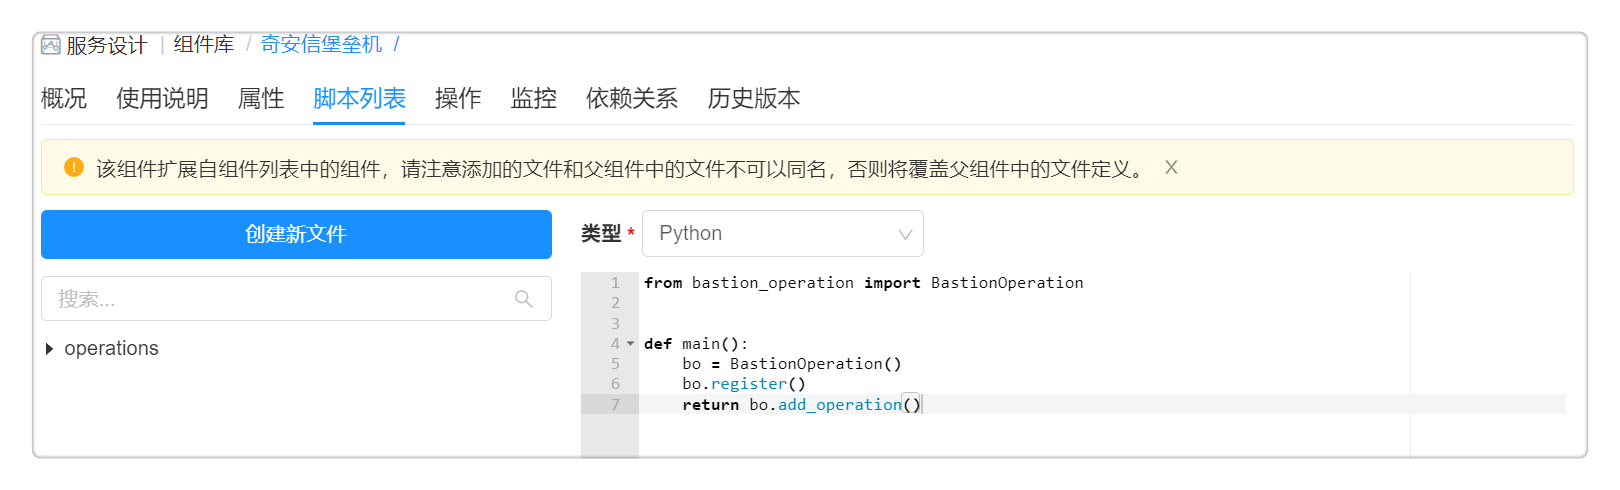 服务设计 | 组件库 / 奇安信堡垒机 /
概况 使用说明 属性 脚本列表 操作 监控 依赖关系 历史版本
该组件扩展自组件列表中的组件，请注意添加的文件和父组件中的文件不可以同名，否则将覆盖父组件中的文件定义。 X
创建新文件
搜索...
operations
类型 * Python
1 from bastion_operation import BastionOperation
2
3
4 def main():
5     bo = BastionOperation()
6     bo.register()
7     return bo.add_operation()